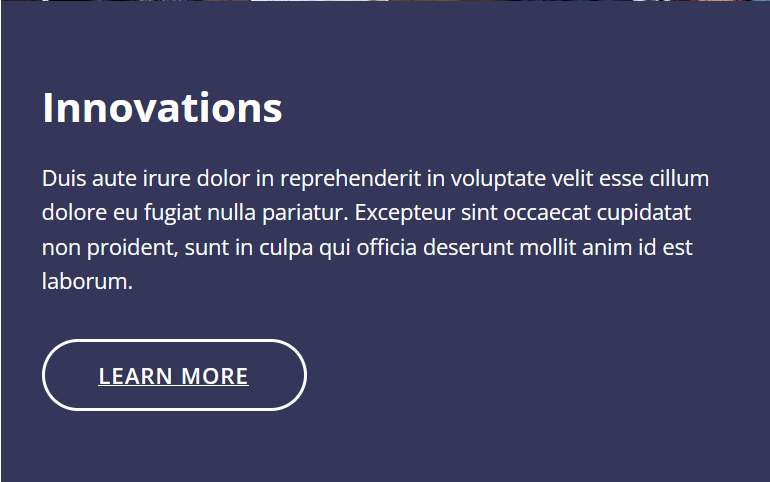 Innovations
Duis aute irure dolor in reprehenderit in voluptate velit esse cillum
dolore eu fugiat nulla pariatur. Excepteur sint occaecat cupidatat
non proident, sunt in culpa qui officia deserunt mollit anim id est
laborum.
LEARN MORE